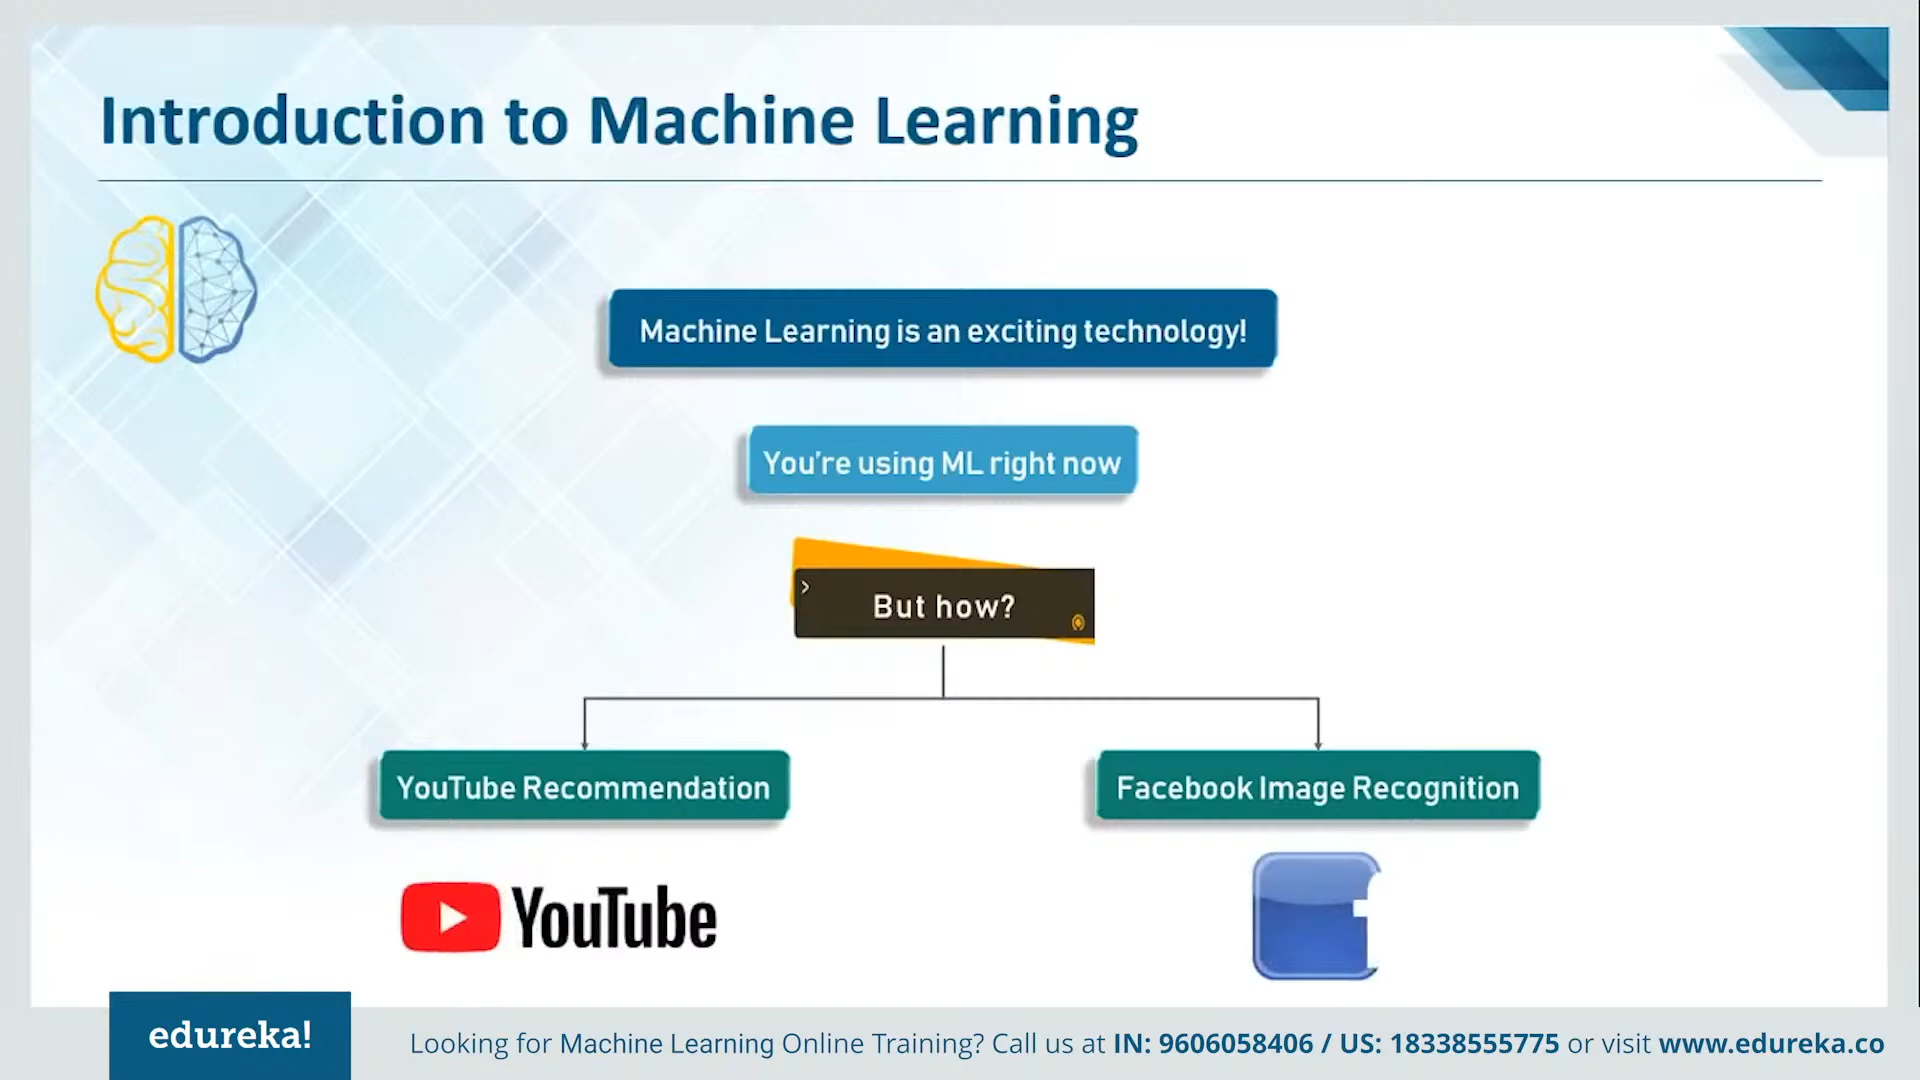 Introduction to Machine Learning
Machine Learning is an exciting technology!
You're using ML right now
But how?
YouTube Recommendation
Facebook Image Recognition
YouTube
edureka!
Looking for Machine Learning Online Training? Call us at IN: 9606058406 / US: 18338555775 or visit www.edureka.co